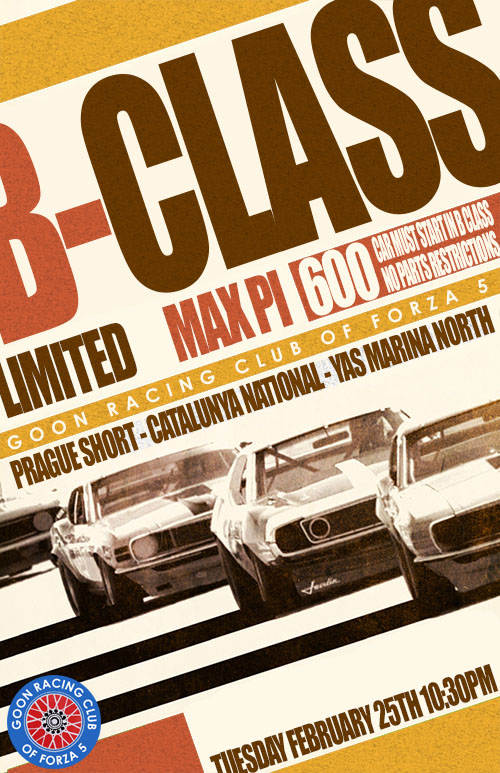 B-CLASS
LIMITED
MAX PI 600
CAR MUST START IN B CLASS
NO PARTS RESTRICTIONS
GOON RACING CLUB OF FORZA 5
PRAGUE SHORT - CATALUNYA NATIONAL - YAS MARINA NORTH
Javelin
GOON RACING CLUB
OF FORZA 5
TUESDAY FEBRUARY 25TH 10:30PM